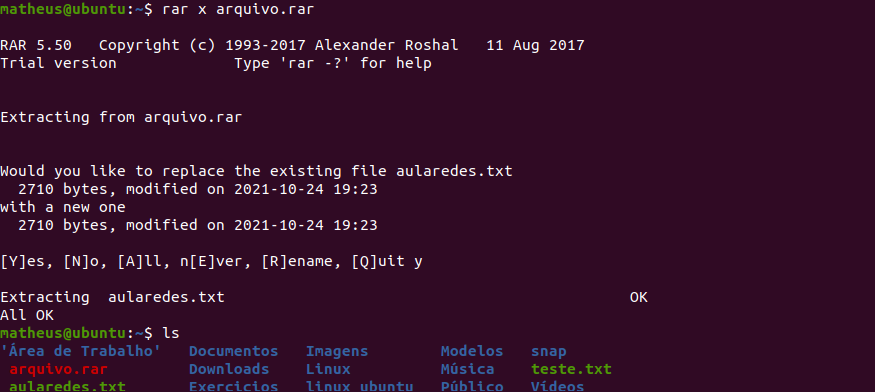 matheus@ubuntu:~$ rar x arquivo.rar
RAR 5.50   Copyright (c) 1993-2017 Alexander Roshal   11 Aug 2017
Trial version             Type 'rar -?' for help
Extracting from arquivo.rar
Would you like to replace the existing file aularedes.txt
  2710 bytes, modified on 2021-10-24 19:23
with a new one
  2710 bytes, modified on 2021-10-24 19:23
[Y]es, [N]o, [A]ll, n[E]ver, [R]ename, [Q]uit y
Extracting  aularedes.txt                                             OK
All OK
matheus@ubuntu:~$ ls
'Área de Trabalho'   Documentos   Imagens        Modelos   snap
 arquivo.rar         Downloads    Linux          Música    teste.txt
 aularedes.txt       Exercicios   linux_ubuntu   Público   Vídeos